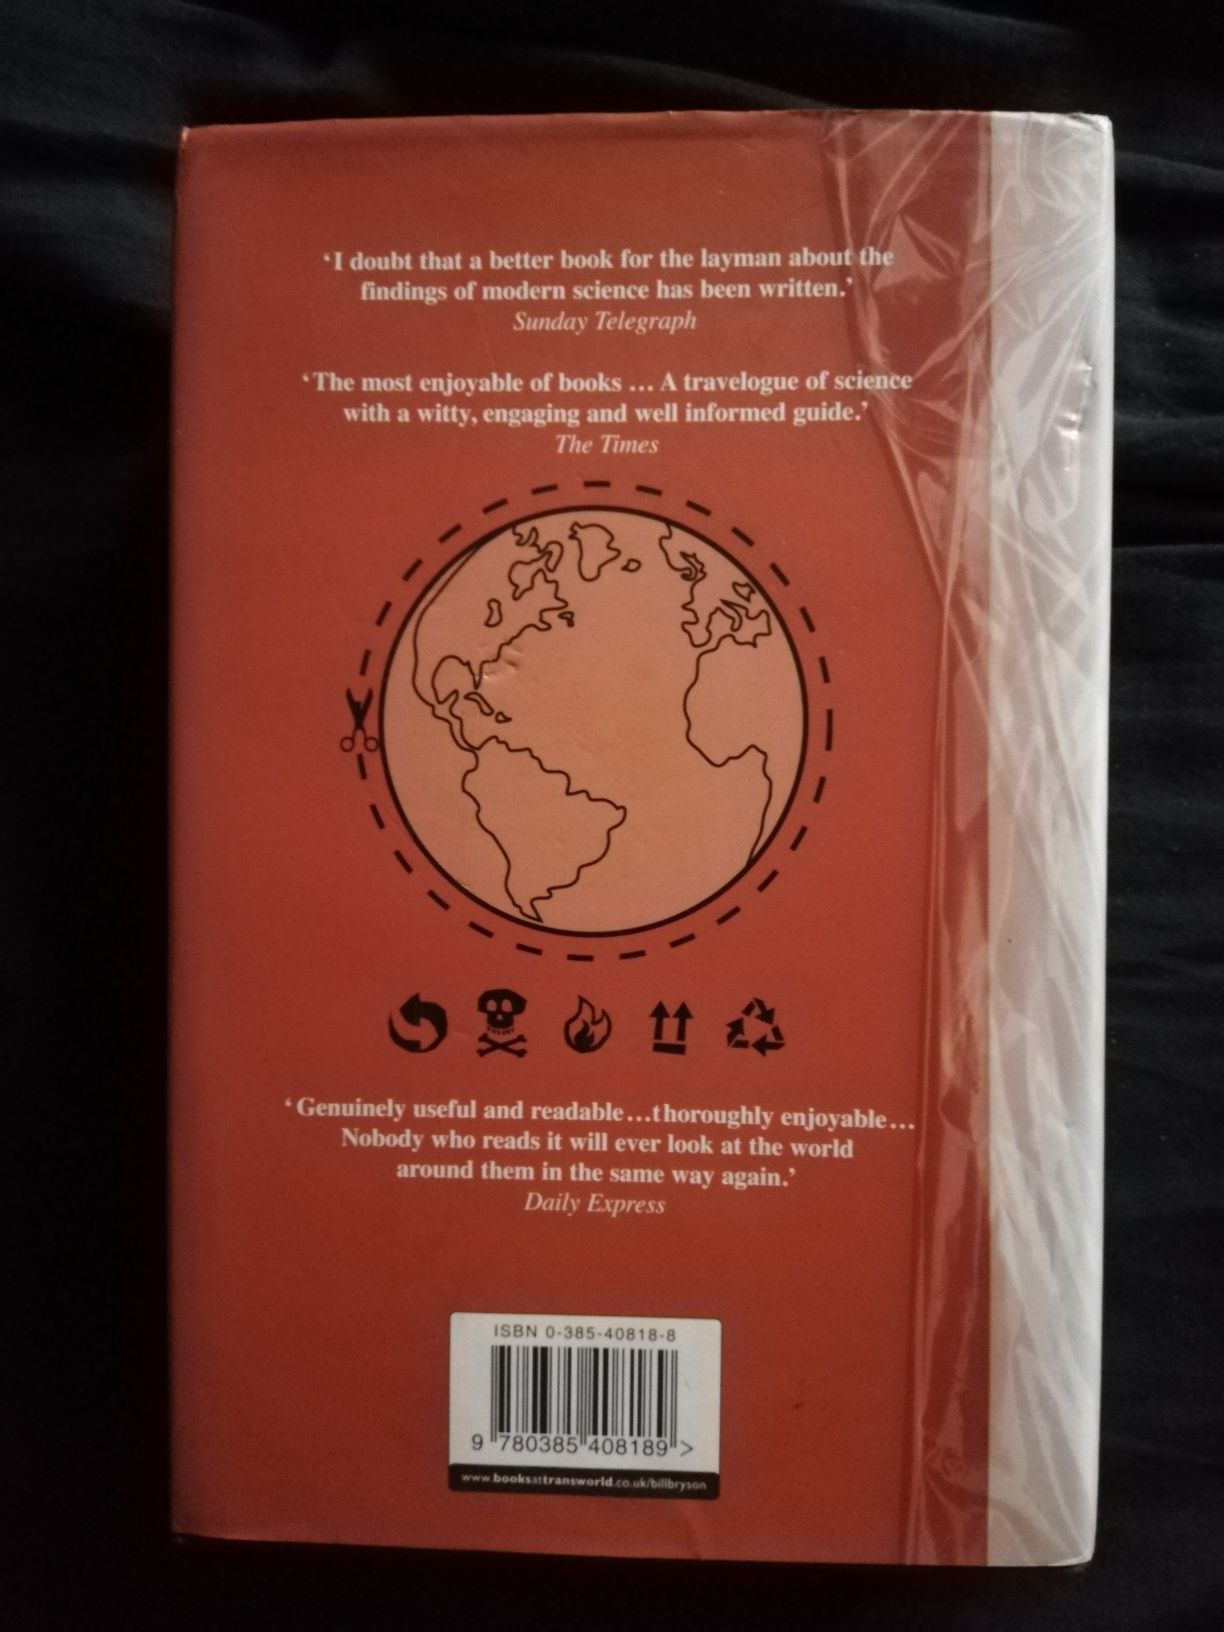 ‘I doubt that a better book for the layman about the
findings of modern science has been written.’
Sunday Telegraph
‘The most enjoyable of books ... A travelogue of science
with a witty, engaging and well informed guide.’
The Times
‘Genuinely useful and readable...thoroughly enjoyable...
Nobody who reads it will ever look at the world
around them in the same way again.’
Daily Express
ISBN 0-385-40818-8
9 780385 408189 >
www.booksattransworld.co.uk/billbryson